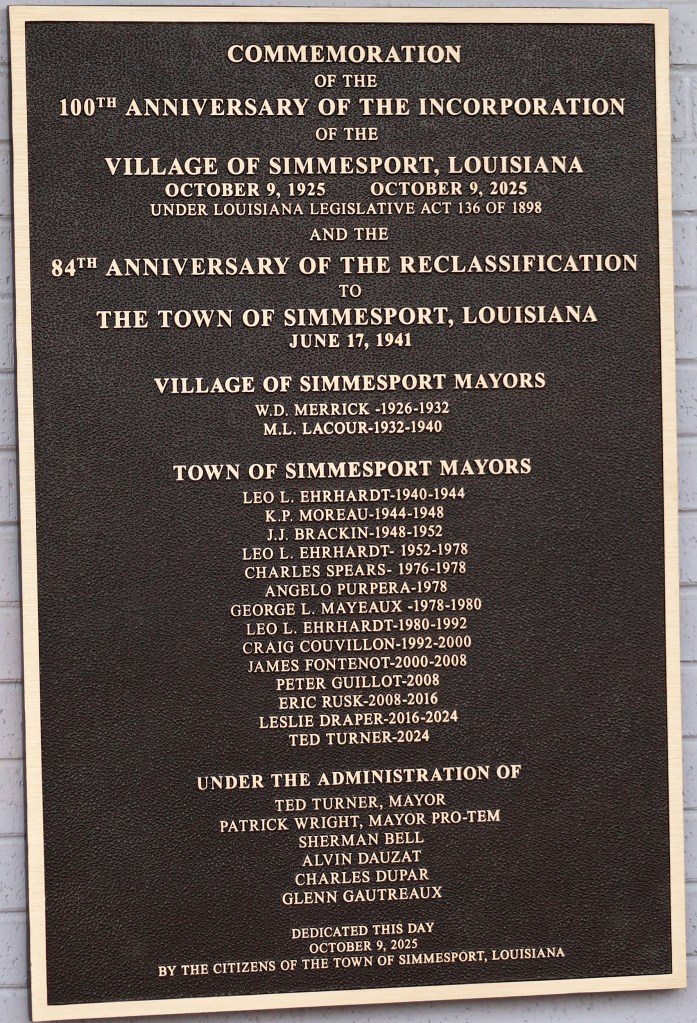 COMMEMORATION
OF THE
100TH ANNIVERSARY OF THE INCORPORATION
OF THE
VILLAGE OF SIMMESPORT, LOUISIANA
OCTOBER 9, 1925 OCTOBER 9, 2025
UNDER LOUISIANA LEGISLATIVE ACT 136 OF 1898
AND THE
84TH ANNIVERSARY OF THE RECLASSIFICATION
TO
THE TOWN OF SIMMESPORT, LOUISIANA
JUNE 17, 1941
VILLAGE OF SIMMESPORT MAYORS
W.D. MERRICK -1926-1932
M.L. LACOUR-1932-1940
TOWN OF SIMMESPORT MAYORS
LEO L. EHRHARDT-1940-1944
K.P. MOREAU-1944-1948
J.J. BRACKIN-1948-1952
LEO L. EHRHARDT- 1952-1978
CHARLES SPEARS- 1976-1978
ANGELO PURPERA-1978
GEORGE L. MAYEAUX -1978-1980
LEO L. EHRHARDT-1980-1992
CRAIG COUVILLON-1992-2000
JAMES FONTENOT-2000-2008
PETER GUILLOT-2008
ERIC RUSK-2008-2016
LESLIE DRAPER-2016-2024
TED TURNER-2024
UNDER THE ADMINISTRATION OF
TED TURNER, MAYOR
PATRICK WRIGHT, MAYOR PRO-TEM
SHERMAN BELL
ALVIN DAUZAT
CHARLES DUPAR
GLENN GAUTREAUX
DEDICATED THIS DAY
OCTOBER 9, 2025
BY THE CITIZENS OF THE TOWN OF SIMMESPORT, LOUISIANA